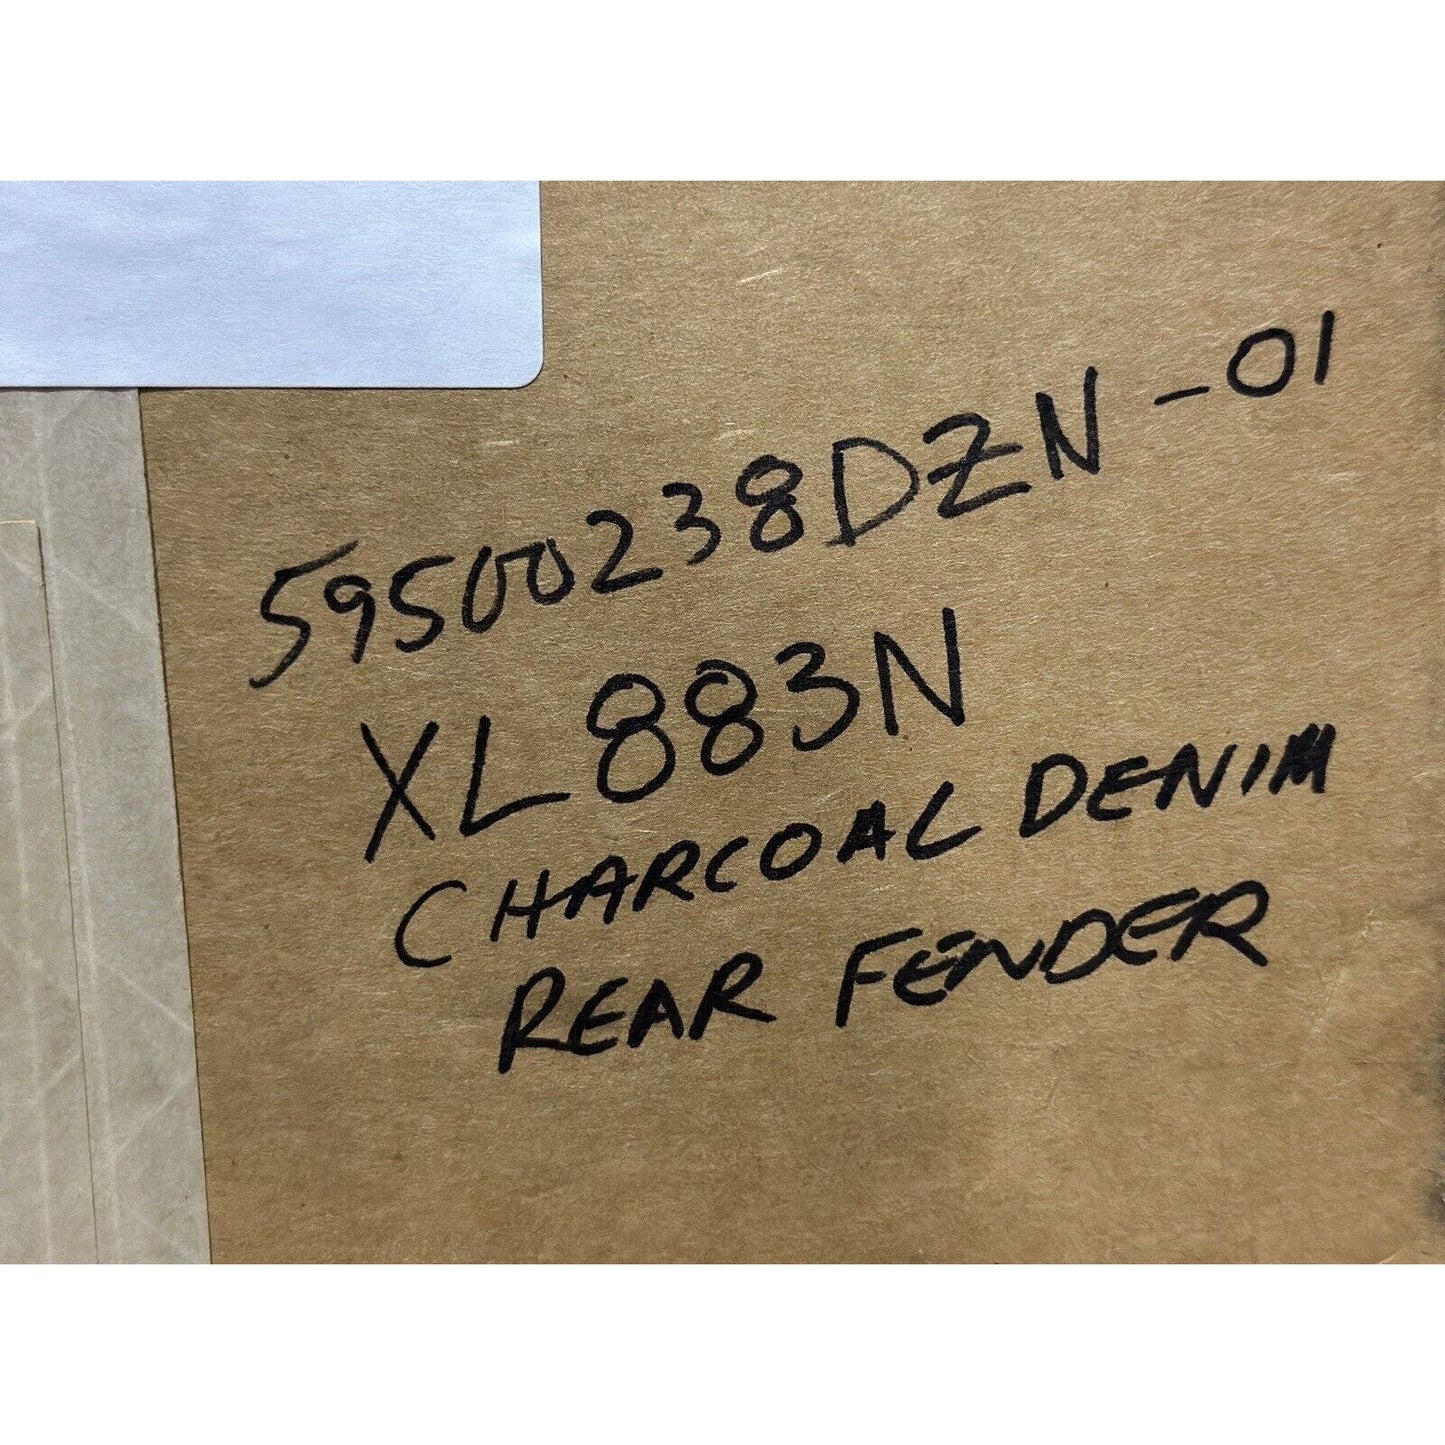 59500238DZN-01
XL883N
CHARCOAL DENIM
REAR FENDER